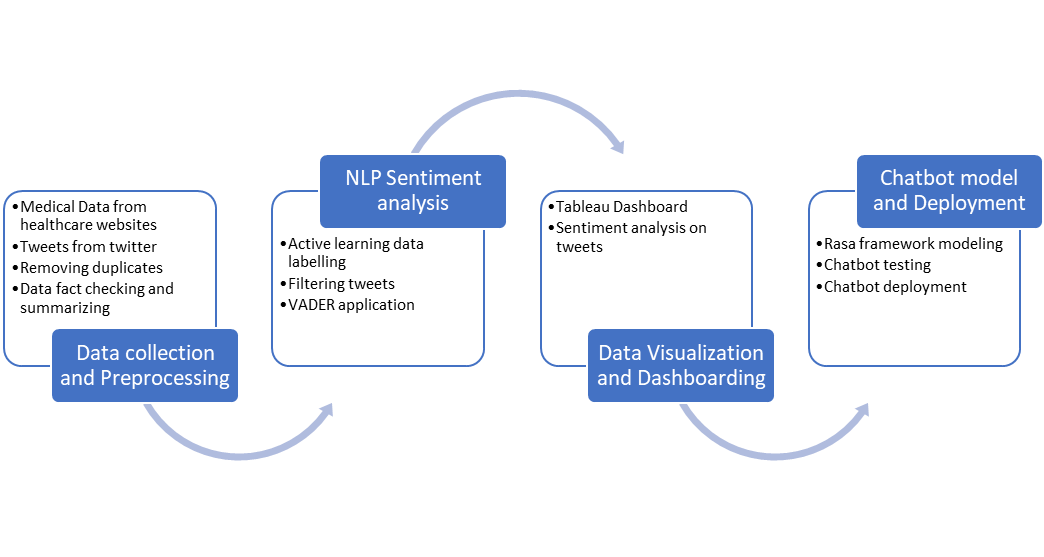 •Medical Data from
healthcare websites
•Tweets from twitter
•Removing duplicates
•Data fact checking and
summarizing
Data collection
and Preprocessing
NLP Sentiment
analysis
•Active learning data
labelling
•Filtering tweets
•VADER application
•Tableau Dashboard
•Sentiment analysis on
tweets
Data Visualization
and Dashboarding
Chatbot model
and Deployment
•Rasa framework modeling
•Chatbot testing
•Chatbot deployment